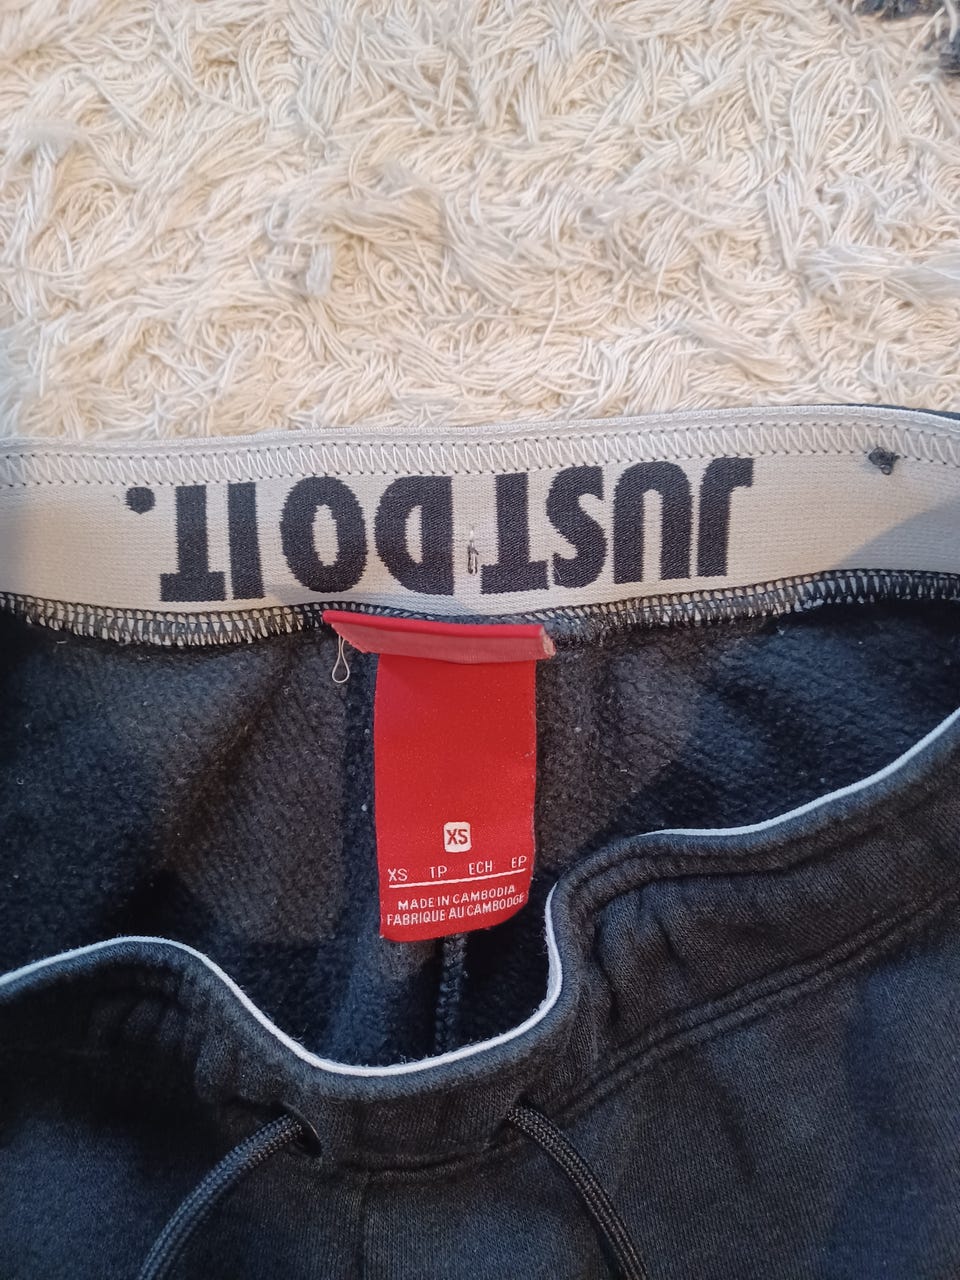 JUST DO IT.
XS
XS TP ECH EP
MADE IN CAMBODIA
FABRIQUE AU CAMBODGE